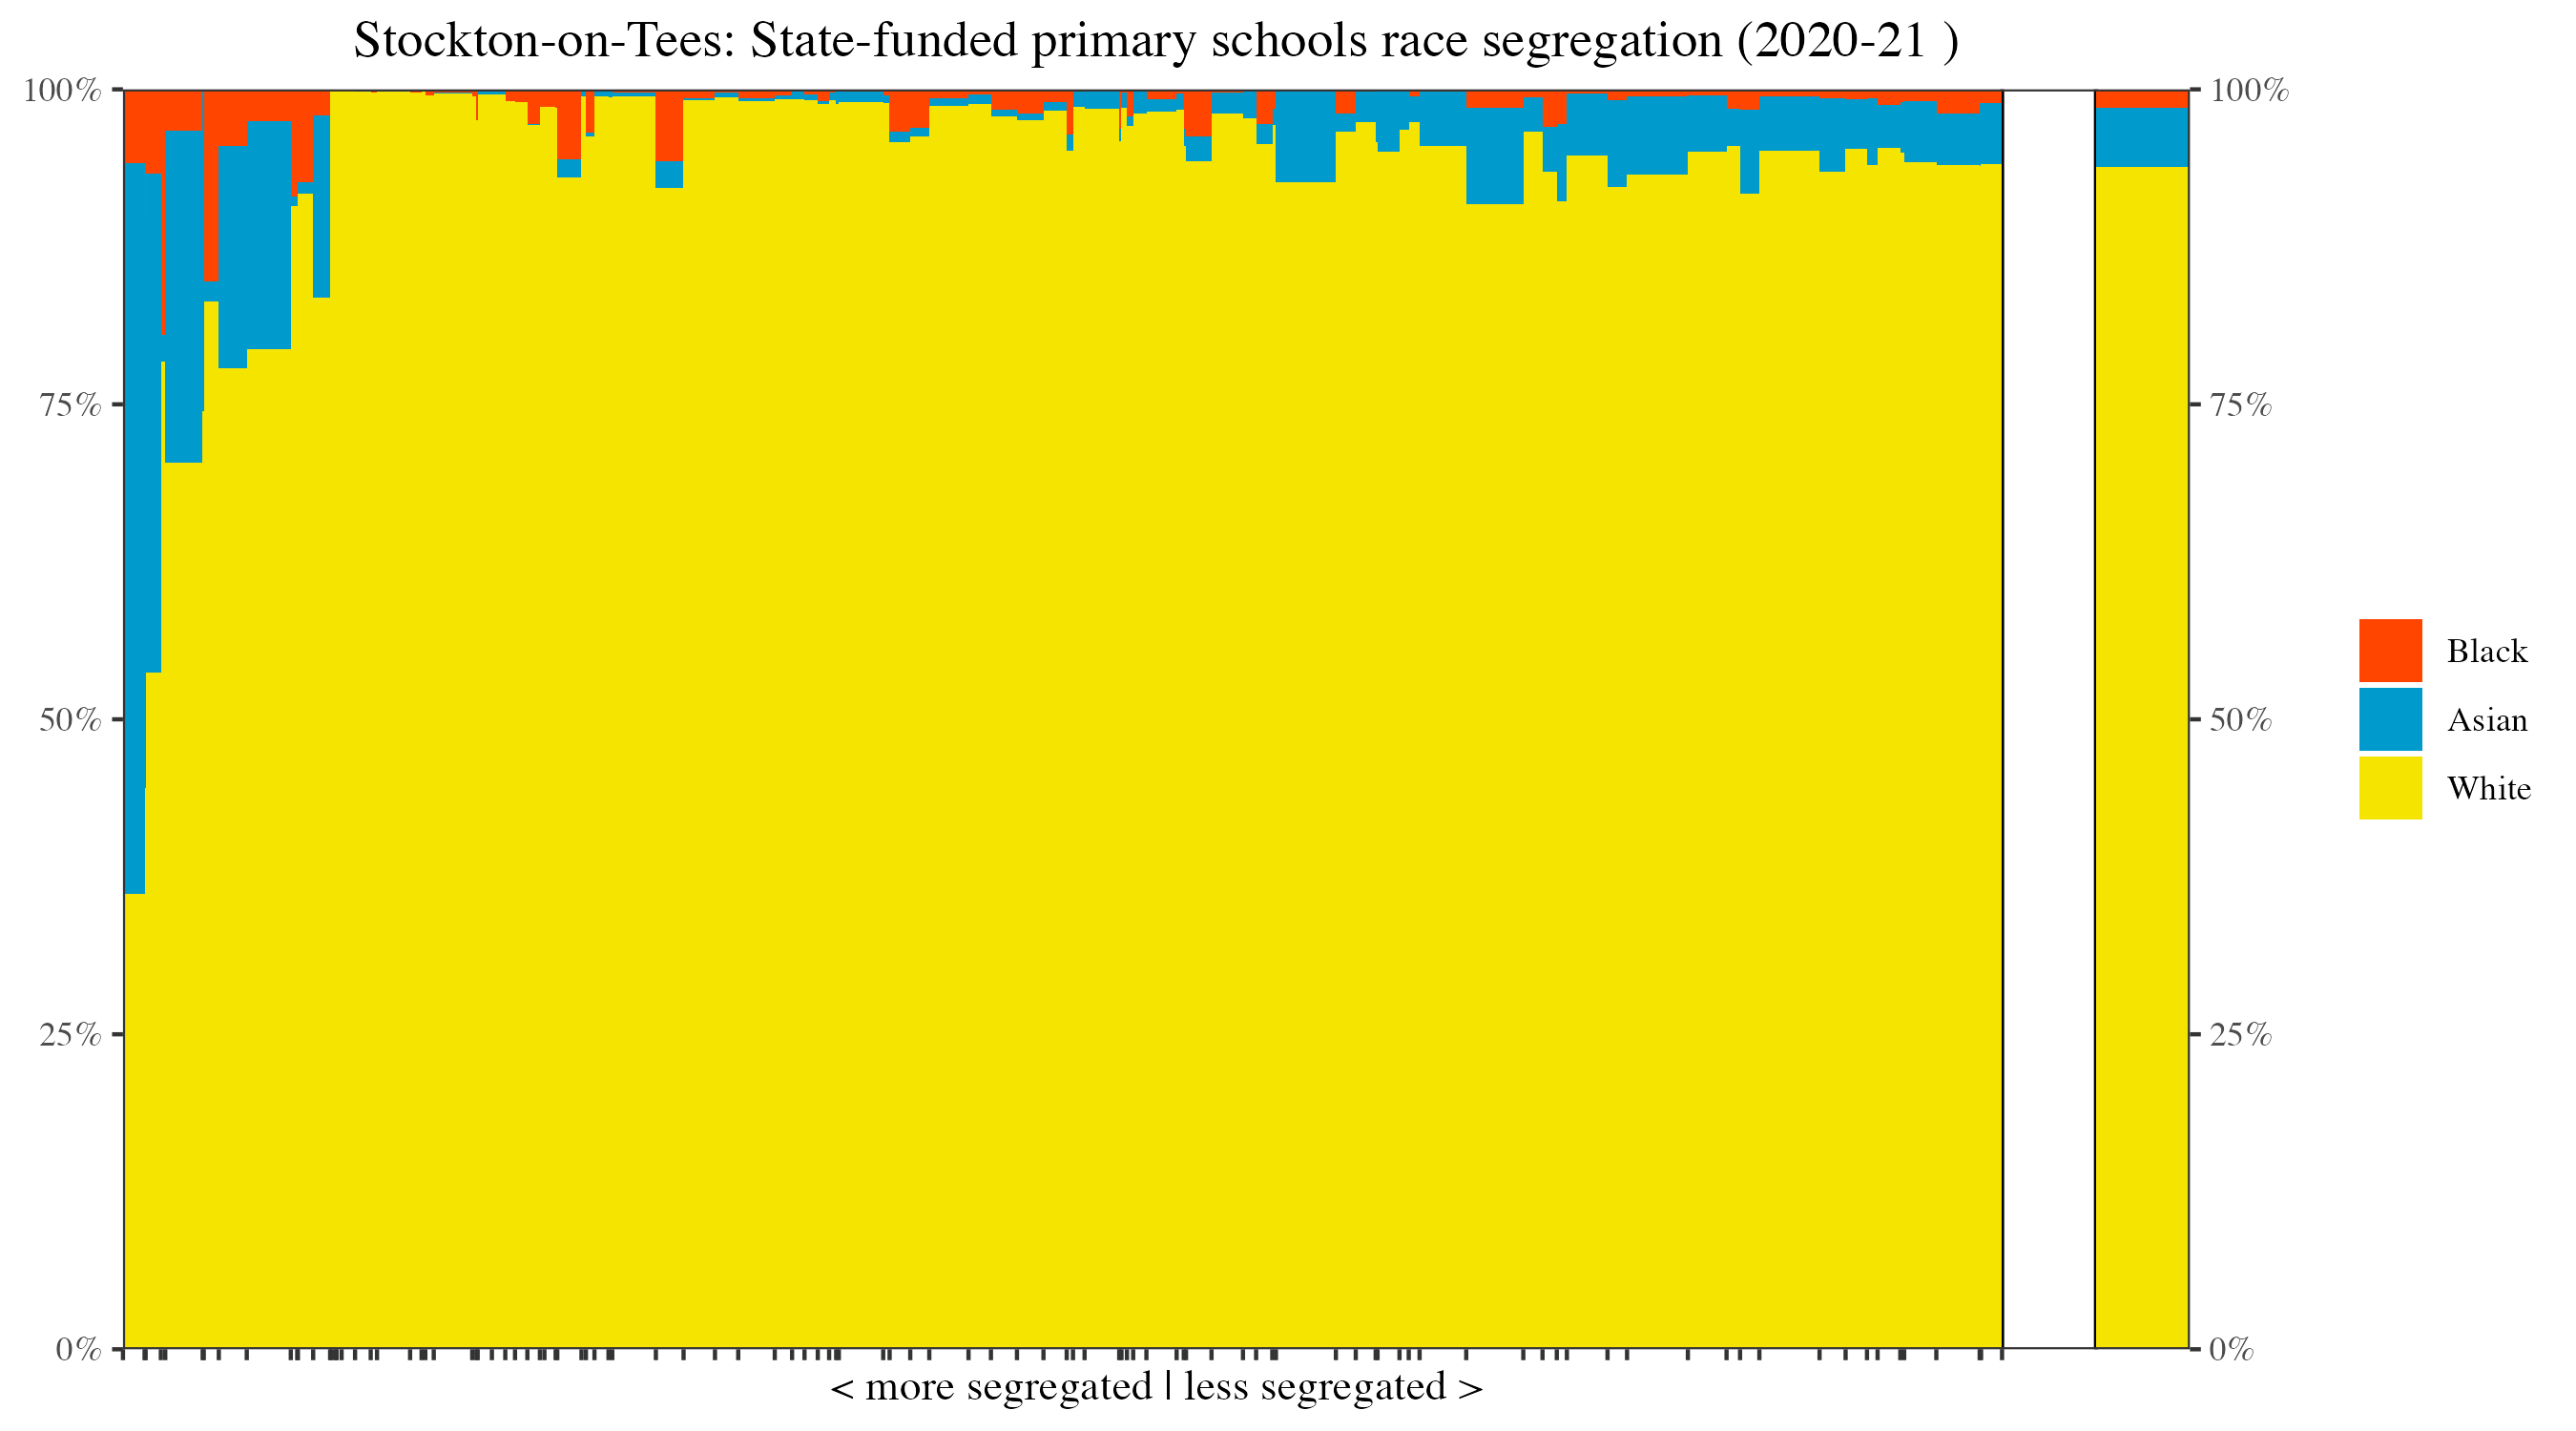 Stockton-on-Tees: State-funded primary schools race segregation (2020-21 )
100%
75%
50%
25%
0%
100%
75%
50%
25%
0%
Black
Asian
White
< more segregated | less segregated >